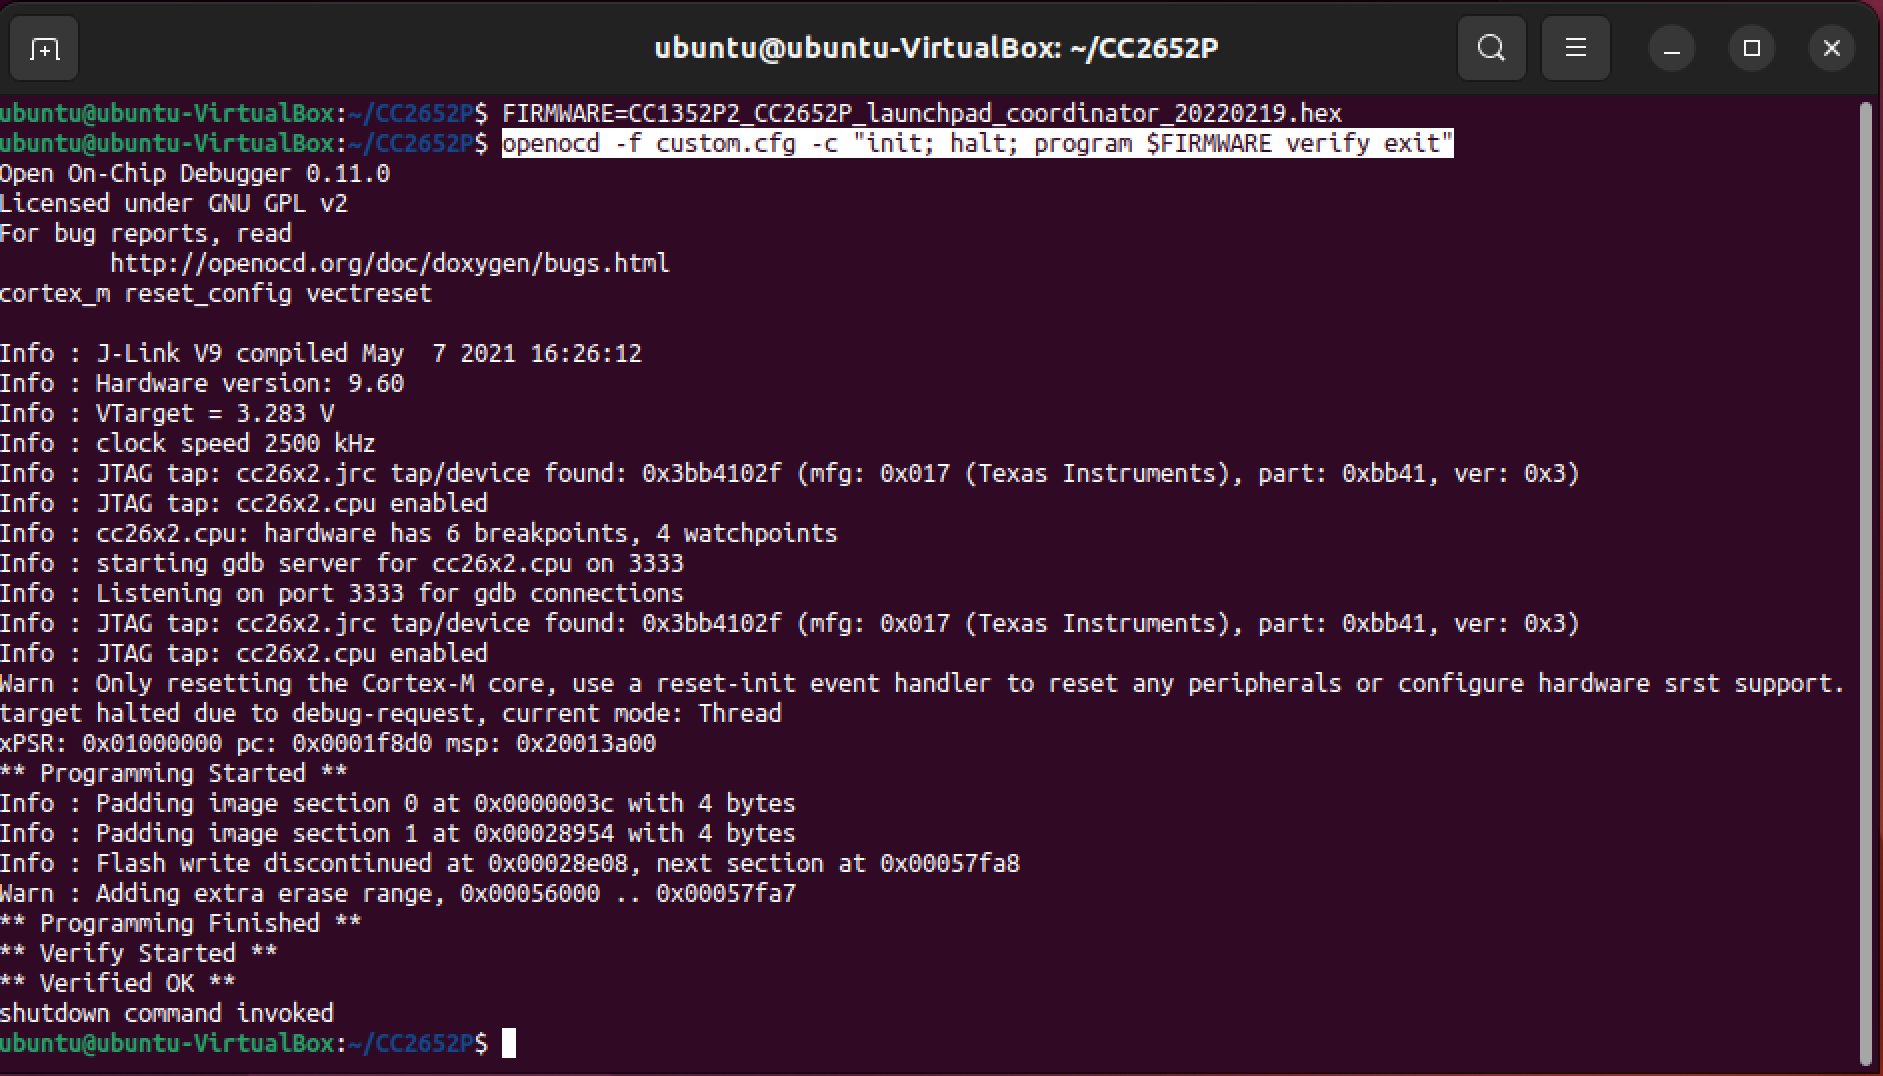 ubuntu@ubuntu-VirtualBox: ~/CC2652P
ubuntu@ubuntu-VirtualBox:~/CC2652P$ FIRMWARE=CC1352P2_CC2652P_launchpad_coordinator_20220219.hex
ubuntu@ubuntu-VirtualBox:~/CC2652P$ openocd -f custom.cfg -c "init; halt; program $FIRMWARE verify exit"
Open On-Chip Debugger 0.11.0
Licensed under GNU GPL v2
For bug reports, read
        http://openocd.org/doc/doxygen/bugs.html
cortex_m reset_config vectreset

Info : J-Link V9 compiled May  7 2021 16:26:12
Info : Hardware version: 9.60
Info : VTarget = 3.283 V
Info : clock speed 2500 kHz
Info : JTAG tap: cc26x2.jrc tap/device found: 0x3bb4102f (mfg: 0x017 (Texas Instruments), part: 0xbb41, ver: 0x3)
Info : JTAG tap: cc26x2.cpu enabled
Info : cc26x2.cpu: hardware has 6 breakpoints, 4 watchpoints
Info : starting gdb server for cc26x2.cpu on 3333
Info : Listening on port 3333 for gdb connections
Info : JTAG tap: cc26x2.jrc tap/device found: 0x3bb4102f (mfg: 0x017 (Texas Instruments), part: 0xbb41, ver: 0x3)
Info : JTAG tap: cc26x2.cpu enabled
Warn : Only resetting the Cortex-M core, use a reset-init event handler to reset any peripherals or configure hardware srst support.
target halted due to debug-request, current mode: Thread
xPSR: 0x01000000 pc: 0x0001f8d0 msp: 0x20013a00
** Programming Started **
Info : Padding image section 0 at 0x0000003c with 4 bytes
Info : Padding image section 1 at 0x00028954 with 4 bytes
Info : Flash write discontinued at 0x00028e08, next section at 0x00057fa8
Warn : Adding extra erase range, 0x00056000 .. 0x00057fa7
** Programming Finished **
** Verify Started **
** Verified OK **
shutdown command invoked
ubuntu@ubuntu-VirtualBox:~/CC2652P$